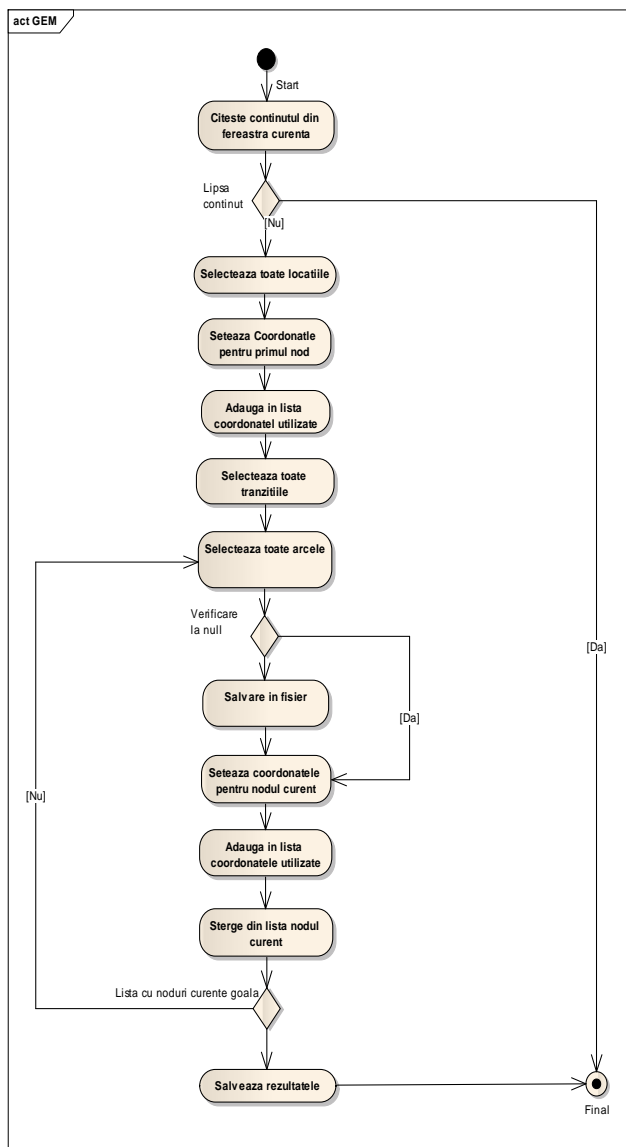 act GEM
Start
Citeste continutul din
fereastra curenta
Lipsa
continut
[Nu]
Selecteaza toate locatiile
Seteaza Coordonatle
pentru primul nod
Adauga in lista
coordonatel utilizate
Selecteaza toate
tranzitiile
Selecteaza toate arcele
Verificare
la null
[Da]
Salvare in fisier
[Da]
Seteaza coordonatele
pentru nodul curent
[Nu]
Adauga in lista
coordonatele utilizate
Sterge din lista nodul
curent
Lista cu noduri curente goala
Salveaza rezultatele
Final